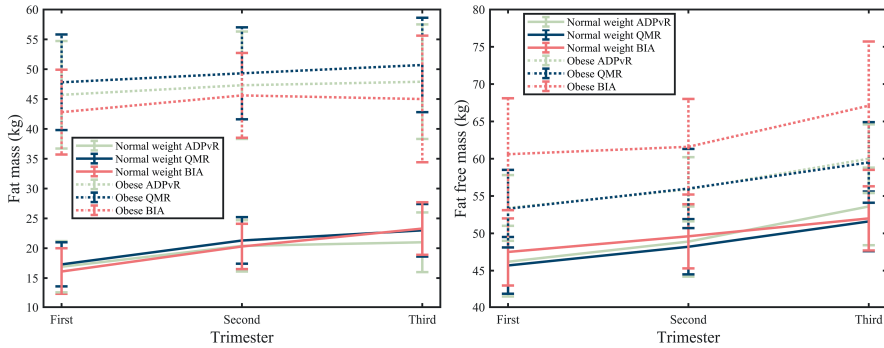 60
55
50
45
40
35
30
25
20
15
10
Fat mass (kg)
Normal weight ADPvR
Normal weight QMR
Normal weight BIA
Obese ADPvR
Obese QMR
Obese BIA
First
Second
Third
Trimester
80
75
70
65
60
55
50
45
40
Fat free mass (kg)
Normal weight ADPvR
Normal weight QMR
Normal weight BIA
Obese ADPvR
Obese QMR
Obese BIA
First
Second
Third
Trimester